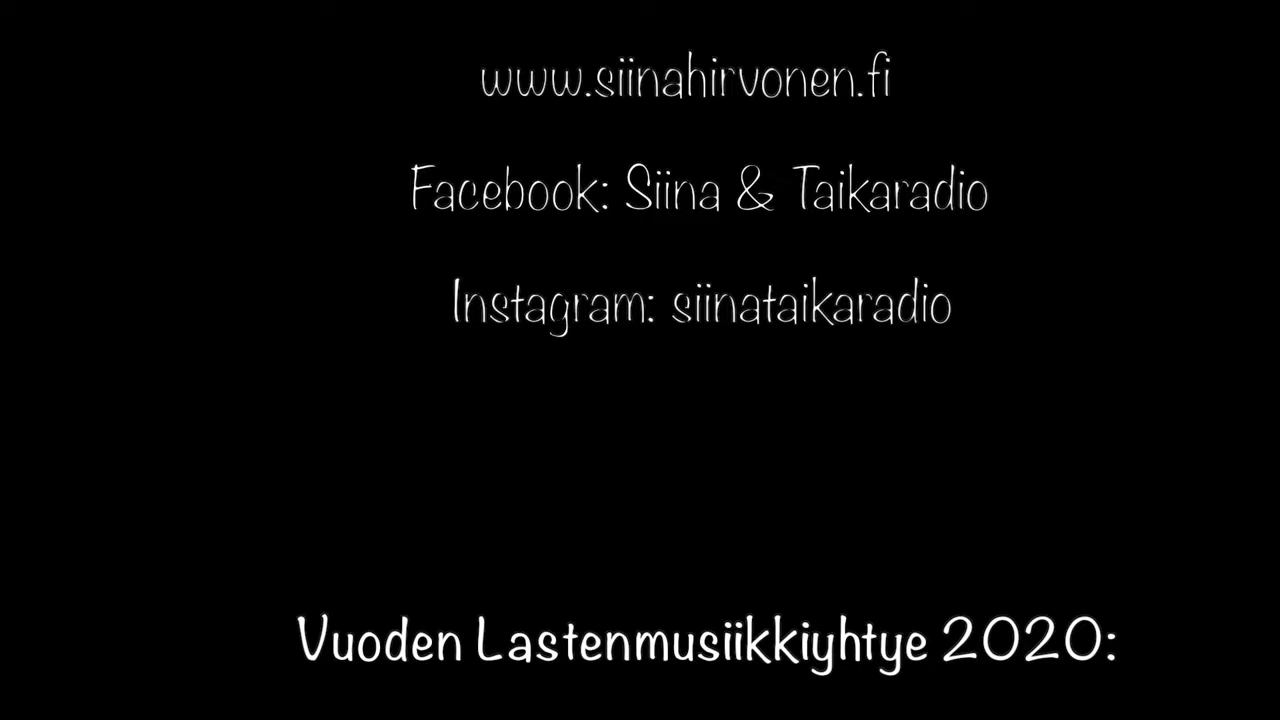 www.siinahirvonen.fi
Facebook: Siina & Taikaradio
Instagram: siinataikaradio
Vuoden Lastenmusiikkiyhtye 2020: